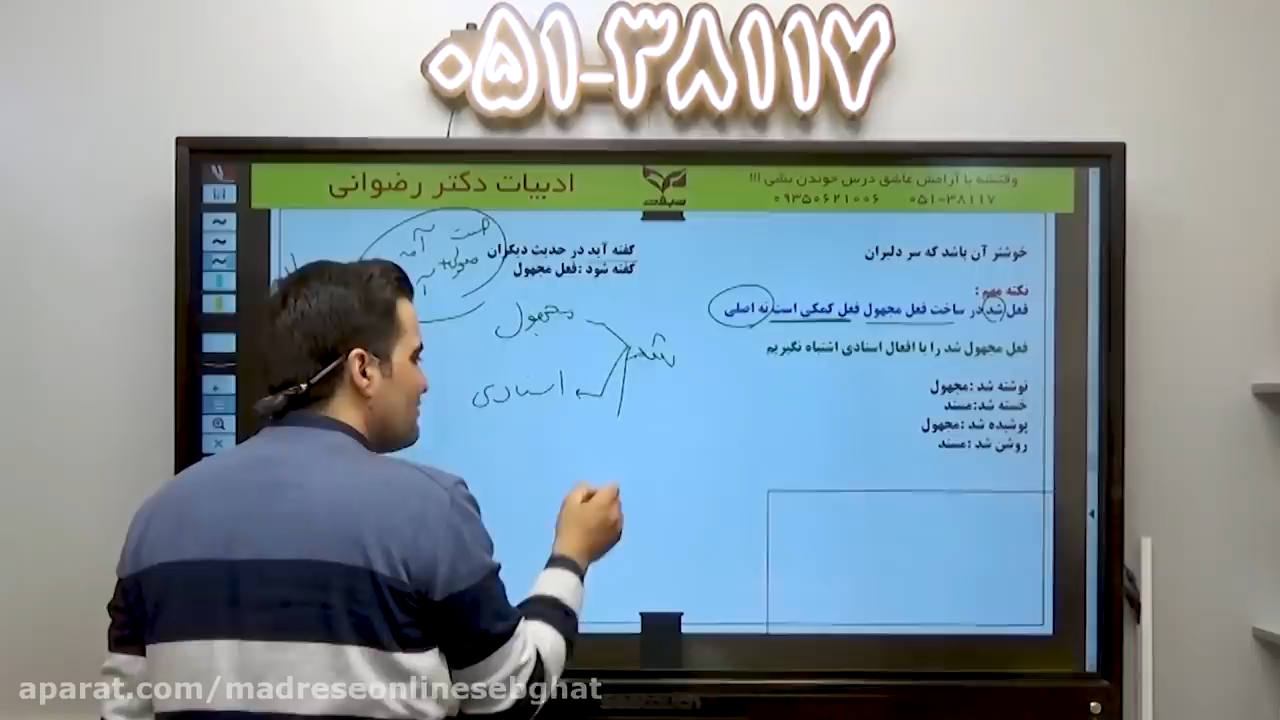 ۰۵۱-۳۸۱۱۷
وقتشه با آرامش عاشق درس خوندن بشی !!!
۰۵۱-۳۸۱۱۷ ۰۹۳۵۰۶۲۱۰۰۶
سبقت
ادبیات دکتر رضوانی
خوشتر آن باشد که سر دلبران
گفته آید در حدیث دیگران
گفته شود :فعل مجهول
نکته مهم :
فعل شد در ساخت فعل مجهول فعل کمکی است نه اصلی
فعل مجهول شد را با افعال اسنادی اشتباه نگیریم
نوشته شد :مجهول
خسته شد:مسند
پوشیده شد :مجهول
روشن شد :مسند
شد
مجهول
اسنادی
aparat.com/madreseonlinesebghat